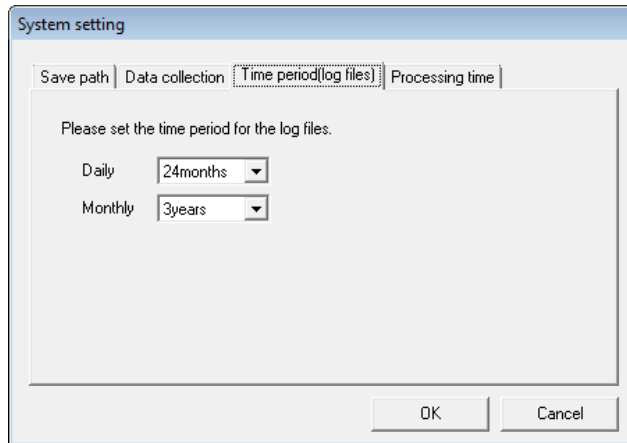 System setting
Save path Data collection Time period(log files) Processing time
Please set the time period for the log files.
Daily 24months
Monthly 3years
OK Cancel